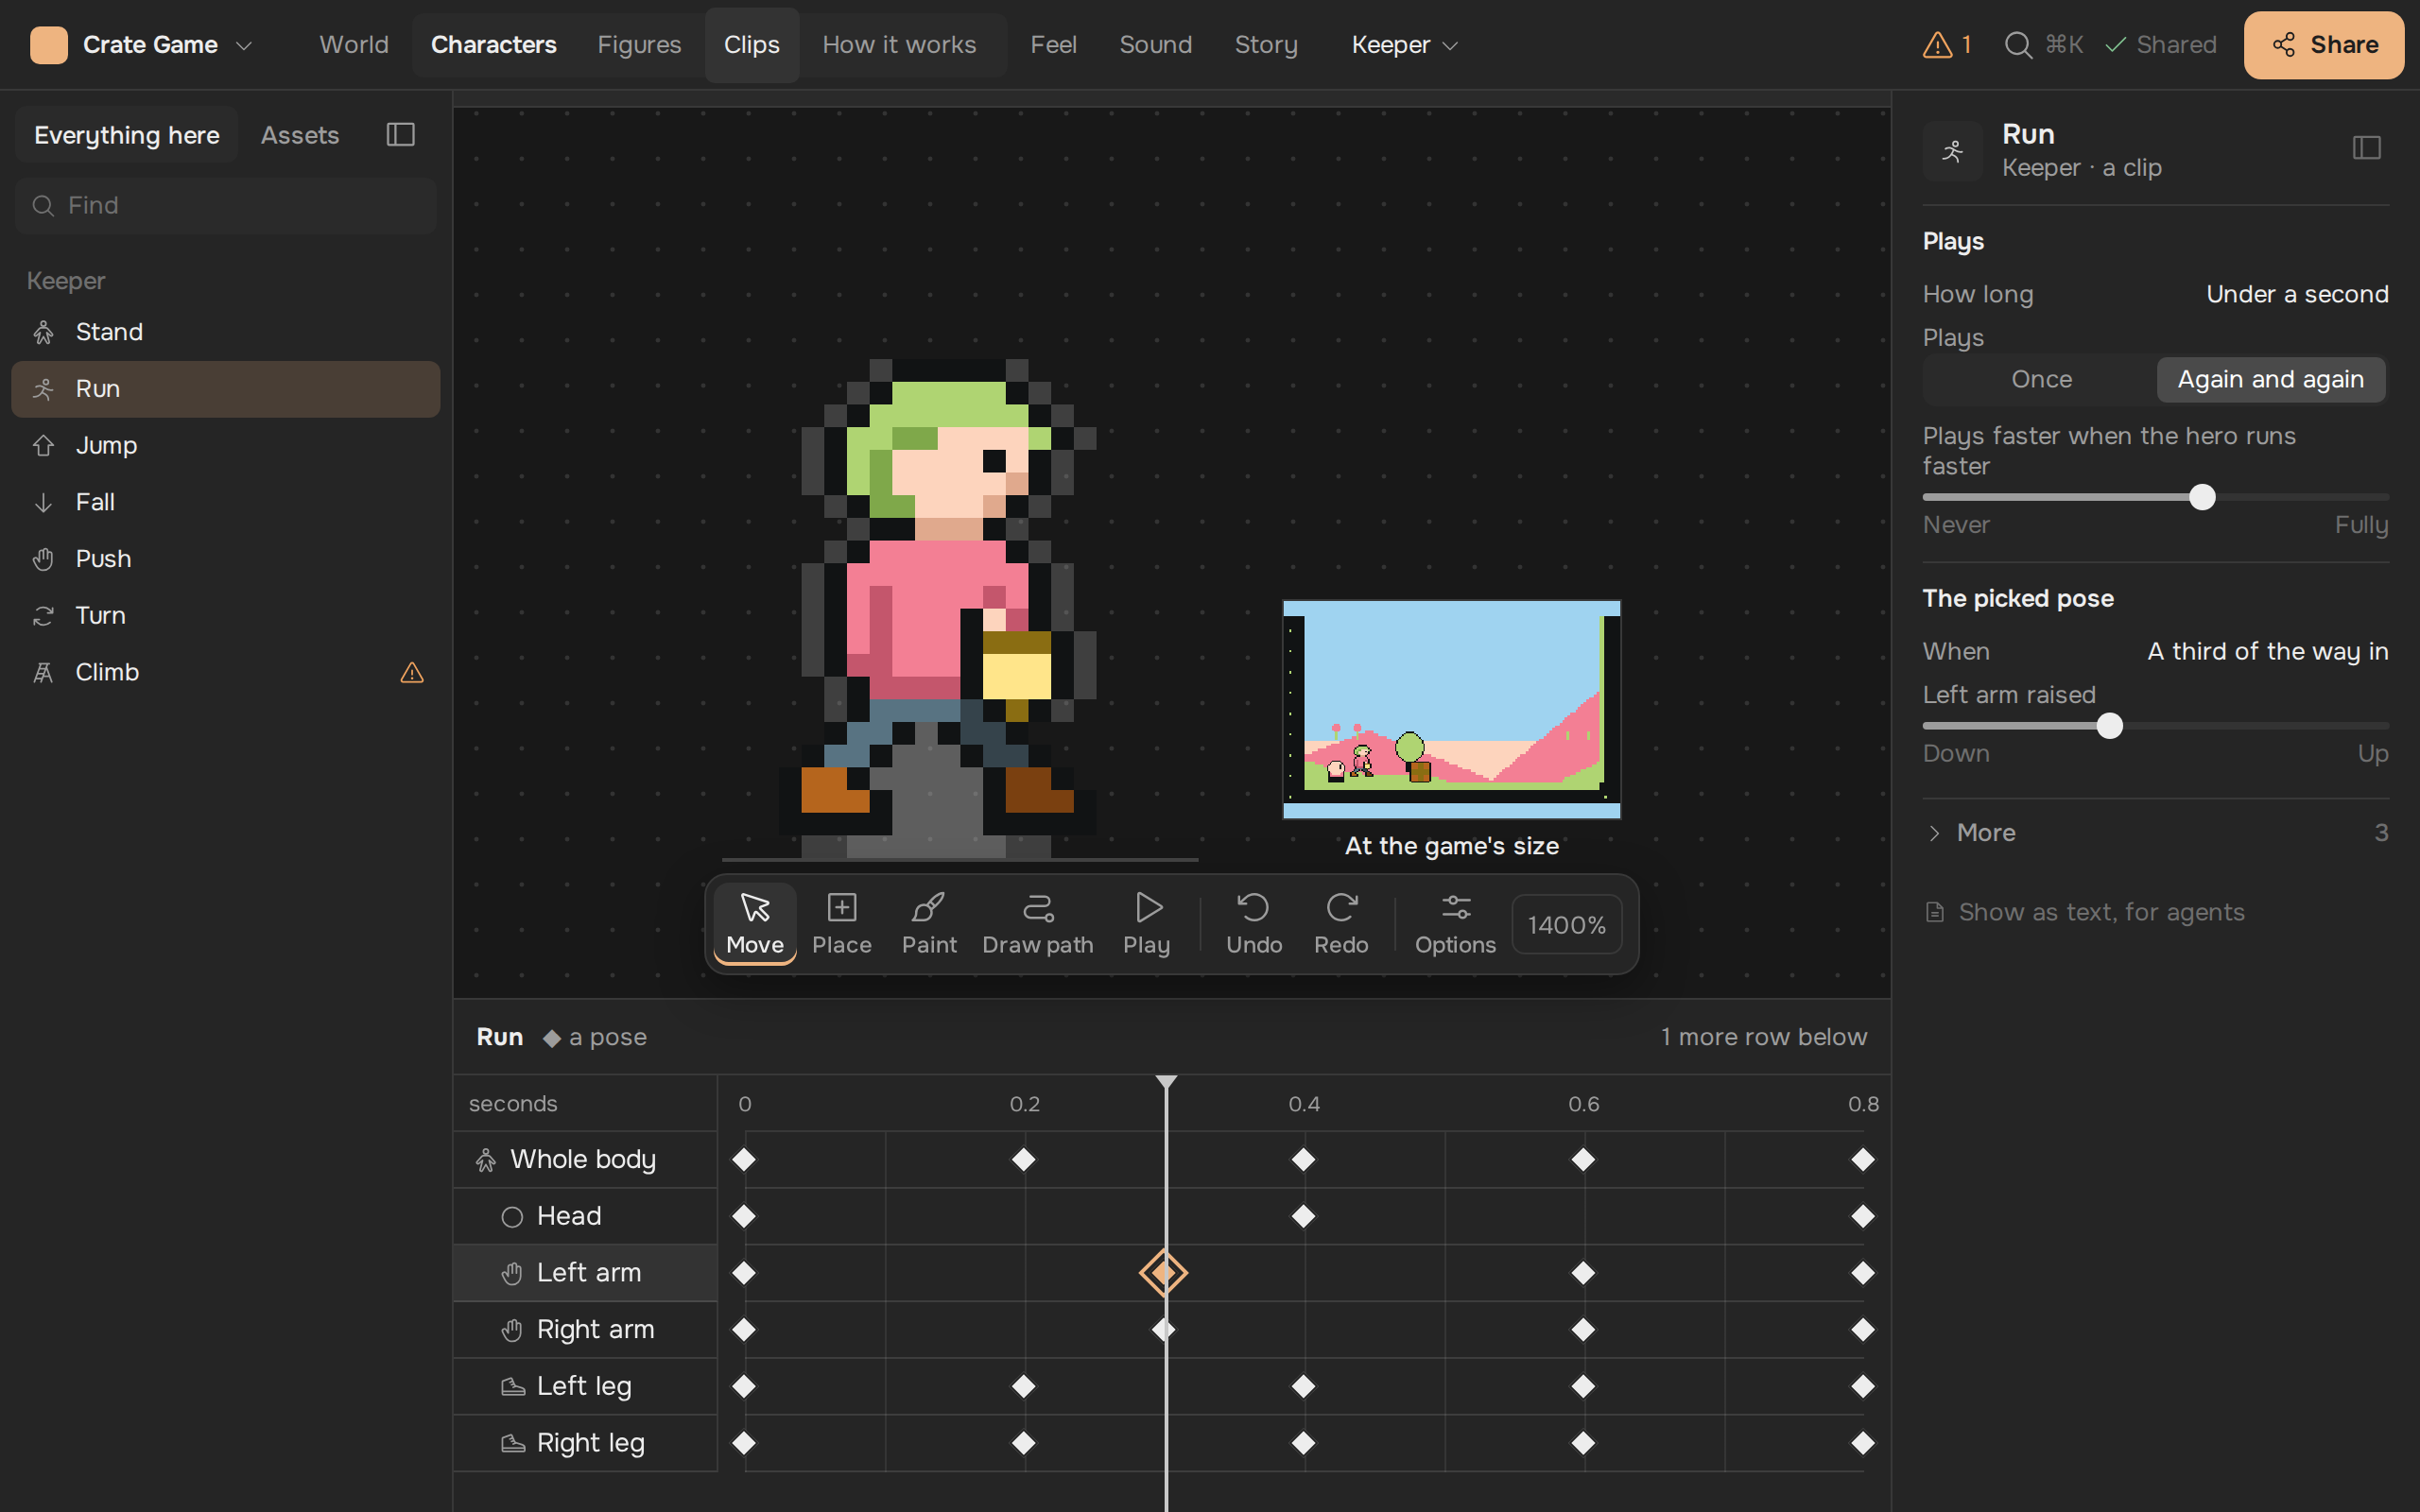 Crate Game World Characters Figures Clips How it works Feel Sound Story Keeper 1 ⌘K Shared Share
Everything here Assets
Find
Keeper
Stand
Run
Jump
Fall
Push
Turn
Climb
At the game's size
Move Place Paint Draw path Play Undo Redo Options 1400%
Run ◆ a pose 1 more row below
seconds 0 0.2 0.4 0.6 0.8
Whole body
Head
Left arm
Right arm
Left leg
Right leg
Run
Keeper · a clip
Plays
How long Under a second
Plays
Once Again and again
Plays faster when the hero runs
faster
Never Fully
The picked pose
When A third of the way in
Left arm raised
Down Up
More 3
Show as text, for agents